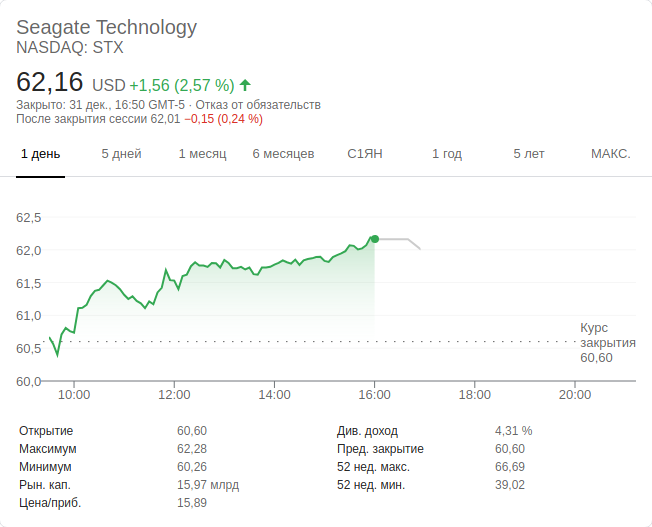 Seagate Technology
NASDAQ: STX
62,16 USD +1,56 (2,57 %)
Закрыто: 31 дек., 16:50 GMT-5 · Отказ от обязательств
После закрытия сессии 62,01 −0,15 (0,24 %)
1 день 5 дней 1 месяц 6 месяцев С1ЯН 1 год 5 лет МАКС.
62,5
62,0
61,5
61,0
60,5
60,0
Курс
закрытия
60,60
10:00 12:00 14:00 16:00 18:00 20:00
Открытие 60,60 Див. доход 4,31 %
Максимум 62,28 Пред. закрытие 60,60
Минимум 60,26 52 нед. макс. 66,69
Рын. кап. 15,97 млрд 52 нед. мин. 39,02
Цена/приб. 15,89